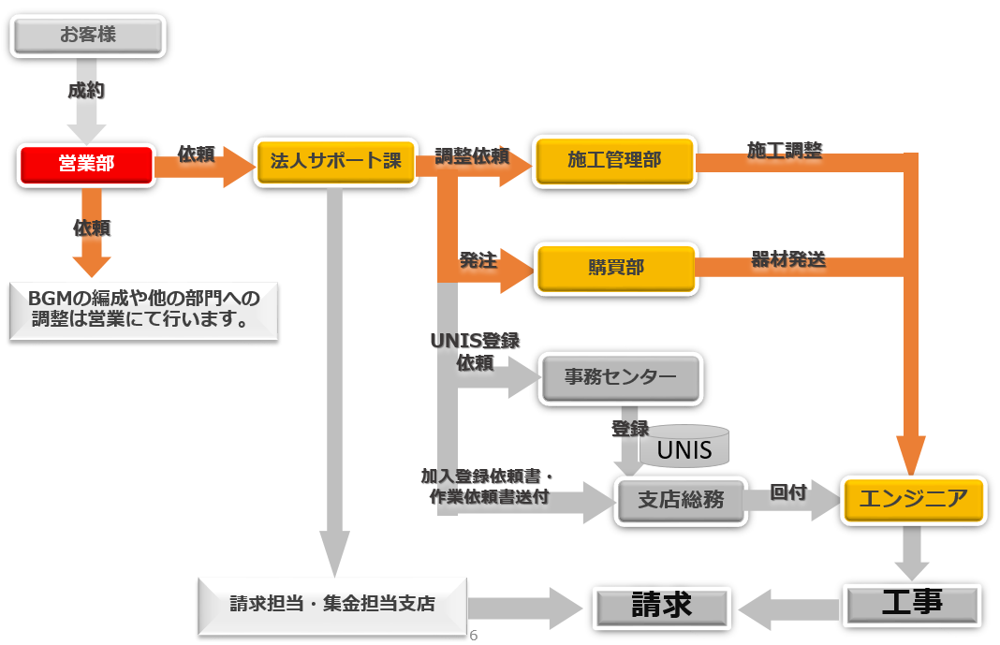 お客様
成約
営業部
依頼
法人サポート課
調整依頼
施工管理部
施工調整
依頼
発注
購買部
器材発送
BGMの編成や他の部門への
調整は営業にて行います。
UNIS登録
依頼
事務センター
登録
UNIS
加入登録依頼書・
作業依頼書送付
支店総務
回付
エンジニア
請求担当・集金担当支店
請求
工事
6